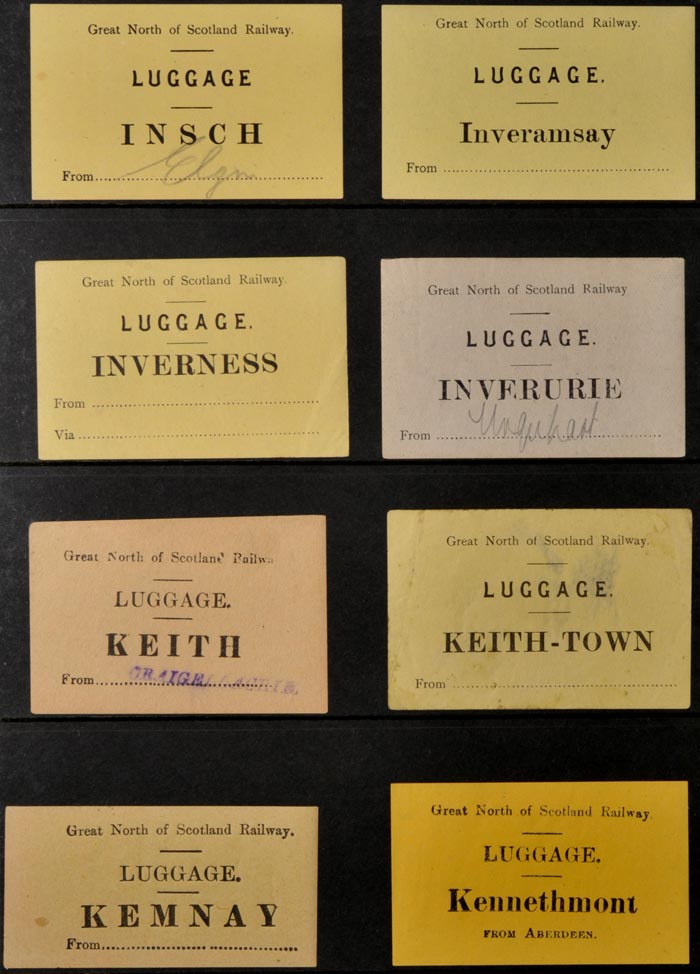 Great North of Scotland Railway.
LUGGAGE
INSCH
From Elgin
Great North of Scotland Railway.
LUGGAGE.
Inveramsay
From
Great North of Scotland Railway.
LUGGAGE.
INVERNESS
From
Via
Great North of Scotland Railway
LUGGAGE.
INVERURIE
From Urquhart
Great North of Scotland Railwa
LUGGAGE.
KEITH
From CRAIGELLACHIE.
Great North of Scotland Railway.
LUGGAGE.
KEITH-TOWN
From
Great North of Scotland Railway.
LUGGAGE.
KEMNAY
From
Great North of Scotland Railway.
LUGGAGE.
Kennethmont
FROM ABERDEEN.